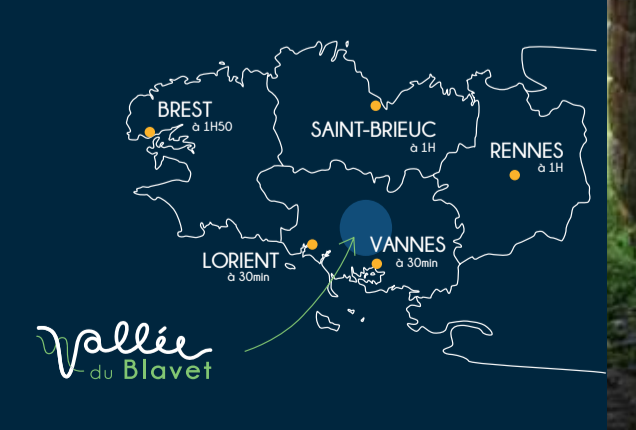 BREST
à 1H50
SAINT-BRIEUC
à 1H
RENNES
à 1H
VANNES
à 30min
LORIENT
à 30min
Vallée
du Blavet